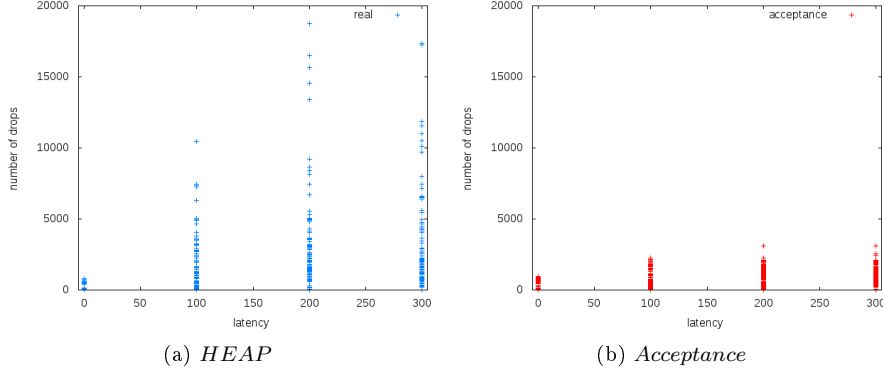 20000
real
15000
number of drops
10000
5000
0
0 50 100 150 200 250 300
latency
(a) HEAP
20000
acceptance
15000
number of drops
10000
5000
0
0 50 100 150 200 250 300
latency
(b) Acceptance